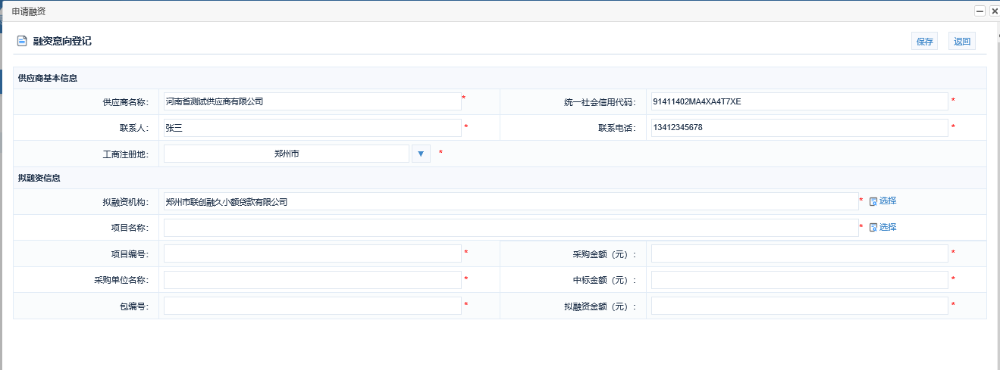 申请融资
融资意向登记 保存 返回
供应商基本信息
供应商名称： 河南省测试供应商有限公司 * 统一社会信用代码： 91411402MA4XA4T7XE *
联系人： 张三 * 联系电话： 13412345678 *
工商注册地： 郑州市 *
拟融资信息
拟融资机构： 郑州市联创融久小额贷款有限公司 * 选择
项目名称： * 选择
项目编号： * 采购金额（元）： *
采购单位名称： * 中标金额（元）： *
包编号： * 拟融资金额（元）： *